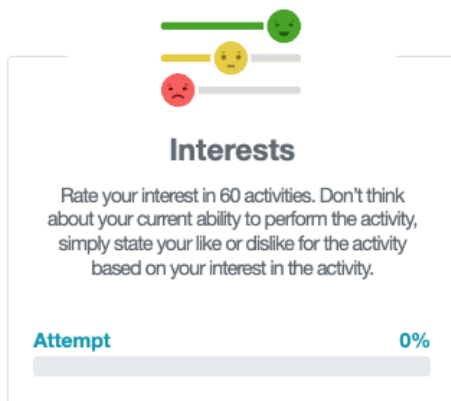 Interests
Rate your interest in 60 activities. Don't think
about your current ability to perform the activity,
simply state your like or dislike for the activity
based on your interest in the activity.
Attempt 0%